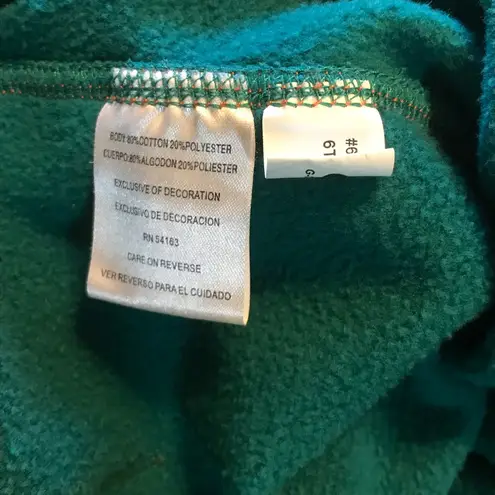 BODY 80%COTTON 20%POLYESTER
CUERPO:80%ALGODON 20%POLIESTER
EXCLUSIVE OF DECORATION
EXCLUSIVO DE DECORACION
RN 54163
CARE ON REVERSE
VER REVERSO PARA EL CUIDADO
#6
6T